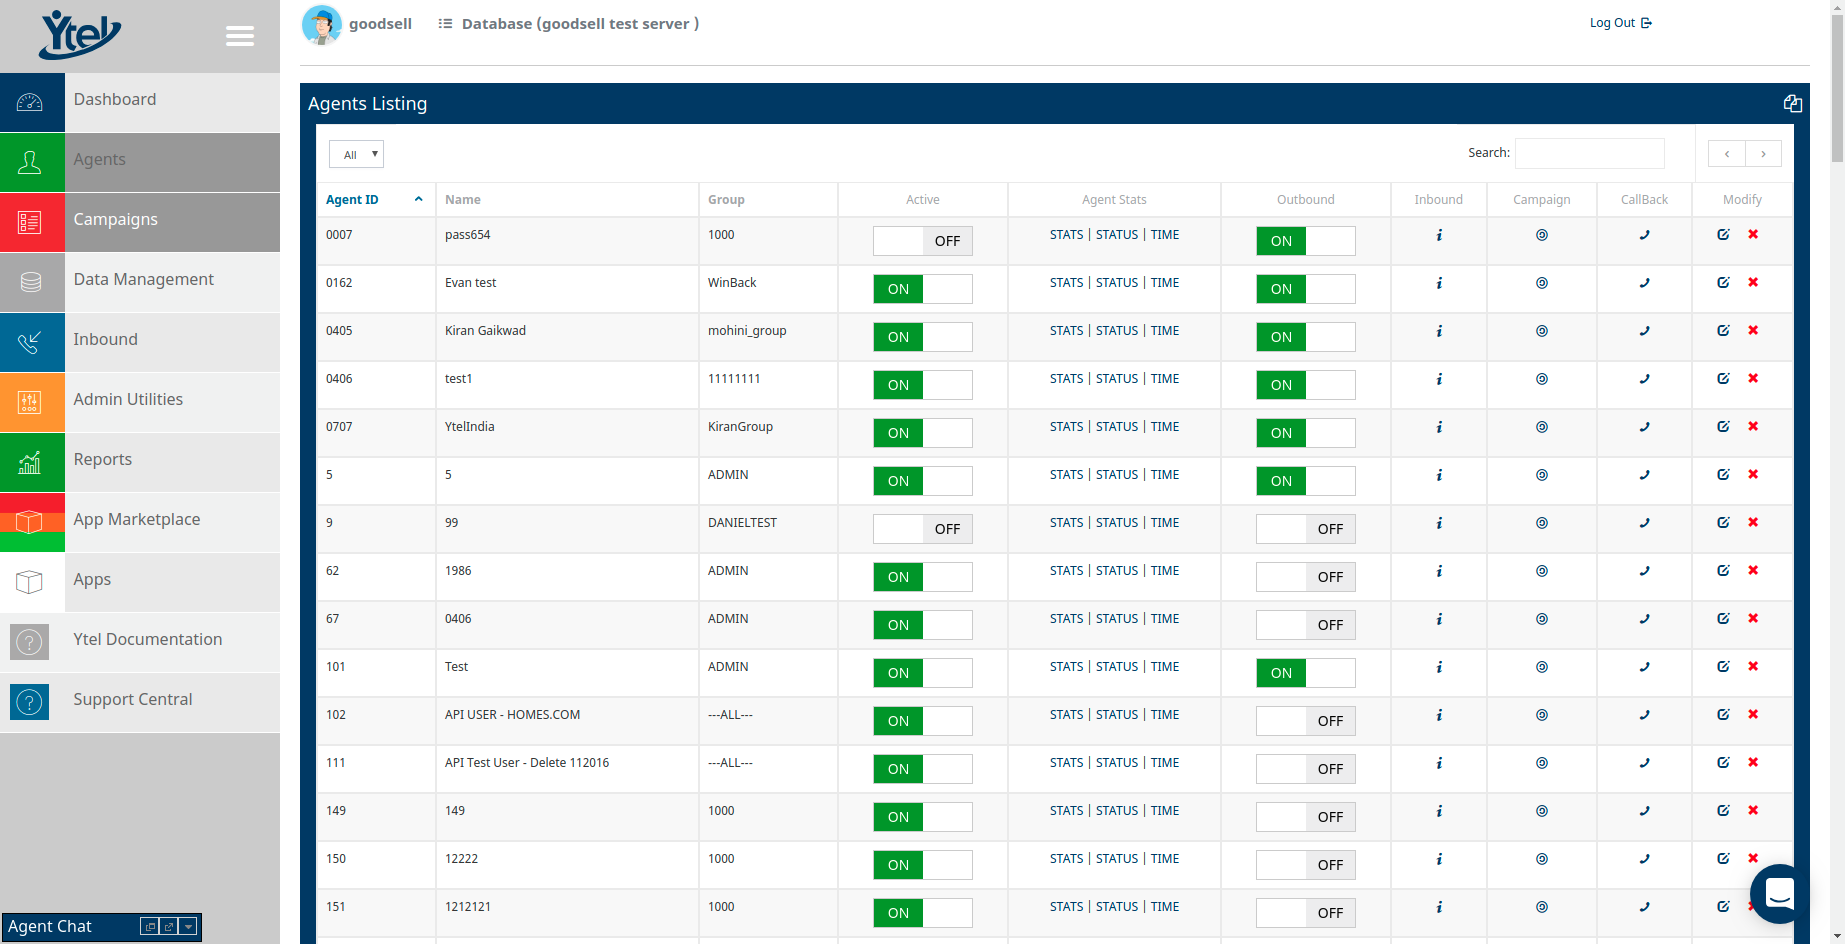 Ytel
goodsell Database (goodsell test server )
Log Out
Dashboard
Agents
Campaigns
Data Management
Inbound
Admin Utilities
Reports
App Marketplace
Apps
Ytel Documentation
Support Central
Agent Chat
Agents Listing
All
Search:
Agent ID Name Group Active Agent Stats Outbound Inbound Campaign CallBack Modify
0007 pass654 1000 OFF STATS | STATUS | TIME ON
0162 Evan test WinBack ON STATS | STATUS | TIME ON
0405 Kiran Gaikwad mohini_group ON STATS | STATUS | TIME ON
0406 test1 11111111 ON STATS | STATUS | TIME ON
0707 YtelIndia KiranGroup ON STATS | STATUS | TIME ON
5 5 ADMIN ON STATS | STATUS | TIME ON
9 99 DANIELTEST OFF STATS | STATUS | TIME OFF
62 1986 ADMIN ON STATS | STATUS | TIME OFF
67 0406 ADMIN ON STATS | STATUS | TIME OFF
101 Test ADMIN ON STATS | STATUS | TIME ON
102 API USER - HOMES.COM ---ALL--- ON STATS | STATUS | TIME OFF
111 API Test User - Delete 112016 ---ALL--- ON STATS | STATUS | TIME OFF
149 149 1000 ON STATS | STATUS | TIME OFF
150 12222 1000 ON STATS | STATUS | TIME OFF
151 1212121 1000 ON STATS | STATUS | TIME OFF